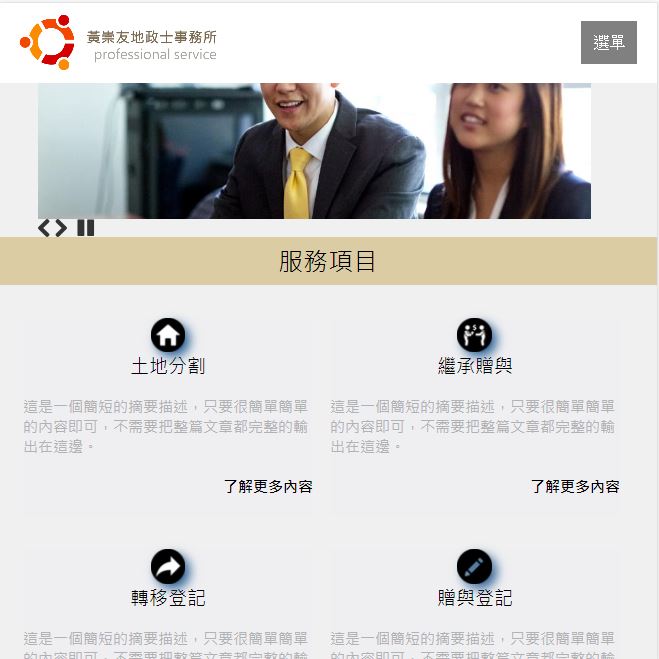 黃崇友地政士事務所
professional service
選單
服務項目
土地分割
繼承贈與
這是一個簡短的摘要描述，只要很簡單簡單
的內容即可，不需要把整篇文章都完整的輸
出在這邊。
這是一個簡短的摘要描述，只要很簡單簡單
的內容即可，不需要把整篇文章都完整的輸
出在這邊。
了解更多內容
了解更多內容
轉移登記
贈與登記
這是一個簡短的摘要描述，只要很簡單簡單
的內容即可，不需要把整篇文章都完整的輸
這是一個簡短的摘要描述，只要很簡單簡單
的內容即可，不需要把整篇文章都完整的輸